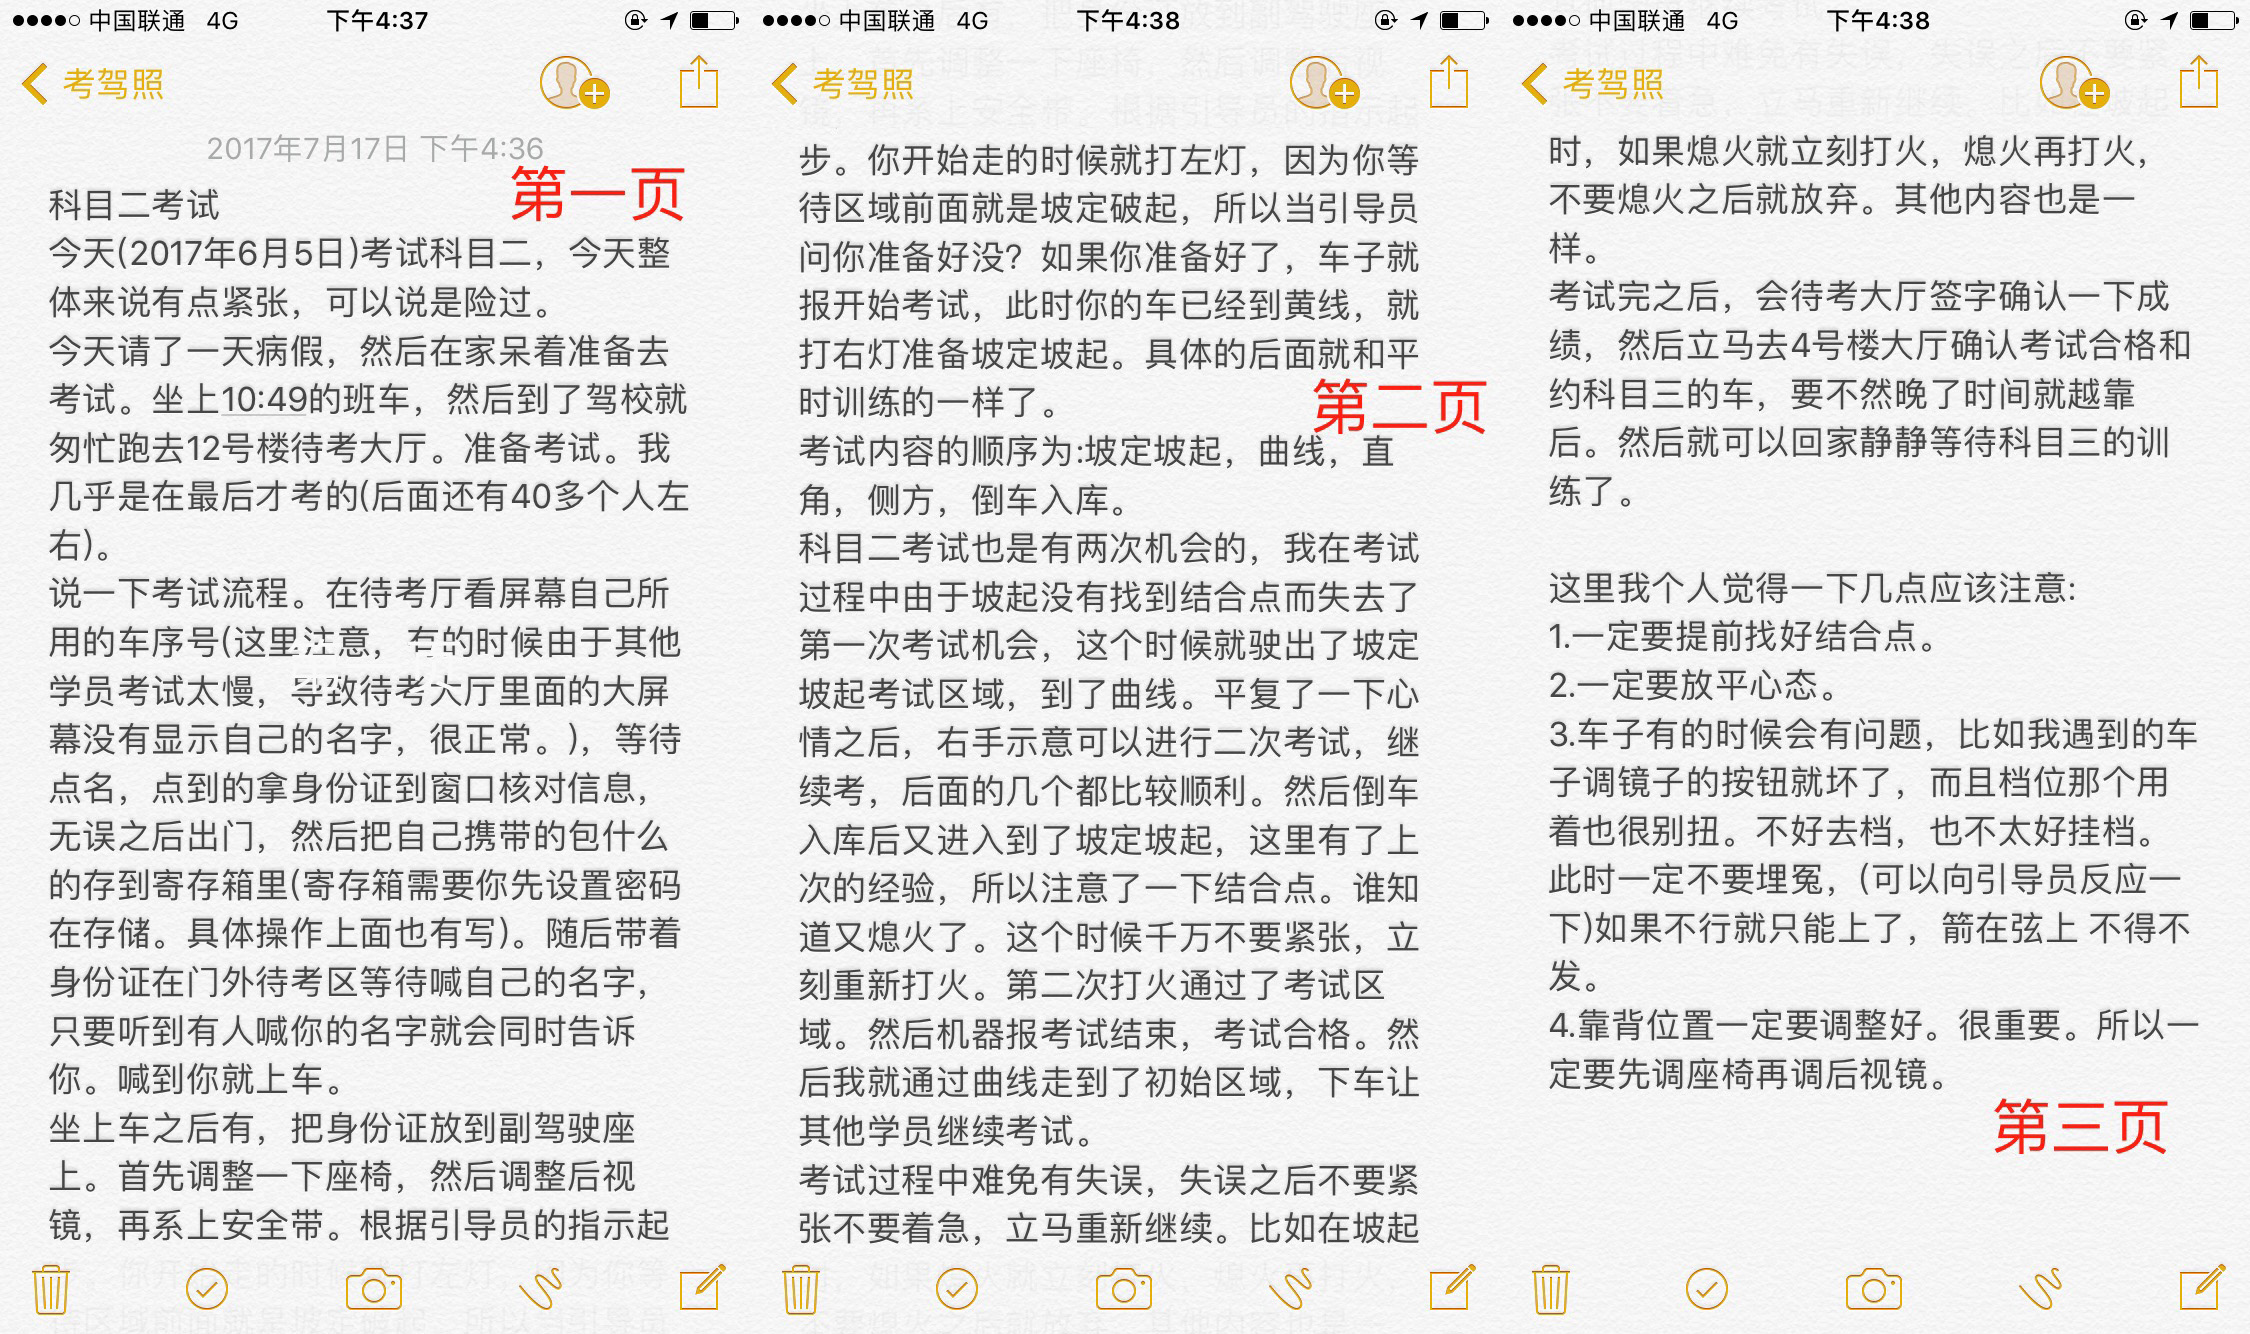 中国联通 4G 下午4:37
考驾照
2017年7月17日 下午4:36
第一页
科目二考试
今天(2017年6月5日)考试科目二，今天整
体来说有点紧张，可以说是险过。
今天请了一天病假，然后在家呆着准备去
考试。坐上10:49的班车，然后到了驾校就
匆忙跑去12号楼待考大厅。准备考试。我
几乎是在最后才考的(后面还有40多个人左
右)。
说一下考试流程。在待考厅看屏幕自己所
用的车序号(这里注意，有的时候由于其他
学员考试太慢，导致待考大厅里面的大屏
幕没有显示自己的名字，很正常。)，等待
点名，点到的拿身份证到窗口核对信息，
无误之后出门，然后把自己携带的包什么
的存到寄存箱里(寄存箱需要你先设置密码
在存储。具体操作上面也有写)。随后带着
身份证在门外待考区等待喊自己的名字，
只要听到有人喊你的名字就会同时告诉
你。喊到你就上车。
坐上车之后有，把身份证放到副驾驶座
上。首先调整一下座椅，然后调整后视
镜，再系上安全带。根据引导员的指示起
中国联通 4G 下午4:38
考驾照
步。你开始走的时候就打左灯，因为你等
待区域前面就是坡定破起，所以当引导员
问你准备好没？如果你准备好了，车子就
报开始考试，此时你的车已经到黄线，就
打右灯准备坡定坡起。具体的后面就和平
时训练的一样了。
第二页
考试内容的顺序为:坡定坡起，曲线，直
角，侧方，倒车入库。
科目二考试也是有两次机会的，我在考试
过程中由于坡起没有找到结合点而失去了
第一次考试机会，这个时候就驶出了坡定
坡起考试区域，到了曲线。平复了一下心
情之后，右手示意可以进行二次考试，继
续考，后面的几个都比较顺利。然后倒车
入库后又进入到了坡定坡起，这里有了上
次的经验，所以注意了一下结合点。谁知
道又熄火了。这个时候千万不要紧张，立
刻重新打火。第二次打火通过了考试区
域。然后机器报考试结束，考试合格。然
后我就通过曲线走到了初始区域，下车让
其他学员继续考试。
考试过程中难免有失误，失误之后不要紧
张不要着急，立马重新继续。比如在坡起
中国联通 4G 下午4:38
考驾照
时，如果熄火就立刻打火，熄火再打火，
不要熄火之后就放弃。其他内容也是一
样。
考试完之后，会待考大厅签字确认一下成
绩，然后立马去4号楼大厅确认考试合格和
约科目三的车，要不然晚了时间就越靠
后。然后就可以回家静静等待科目三的训
练了。
这里我个人觉得一下几点应该注意:
1.一定要提前找好结合点。
2.一定要放平心态。
3.车子有的时候会有问题，比如我遇到的车
子调镜子的按钮就坏了，而且档位那个用
着也很别扭。不好去档，也不太好挂档。
此时一定不要埋冤，(可以向引导员反应一
下)如果不行就只能上了，箭在弦上 不得不
发。
4.靠背位置一定要调整好。很重要。所以一
定要先调座椅再调后视镜。
第三页